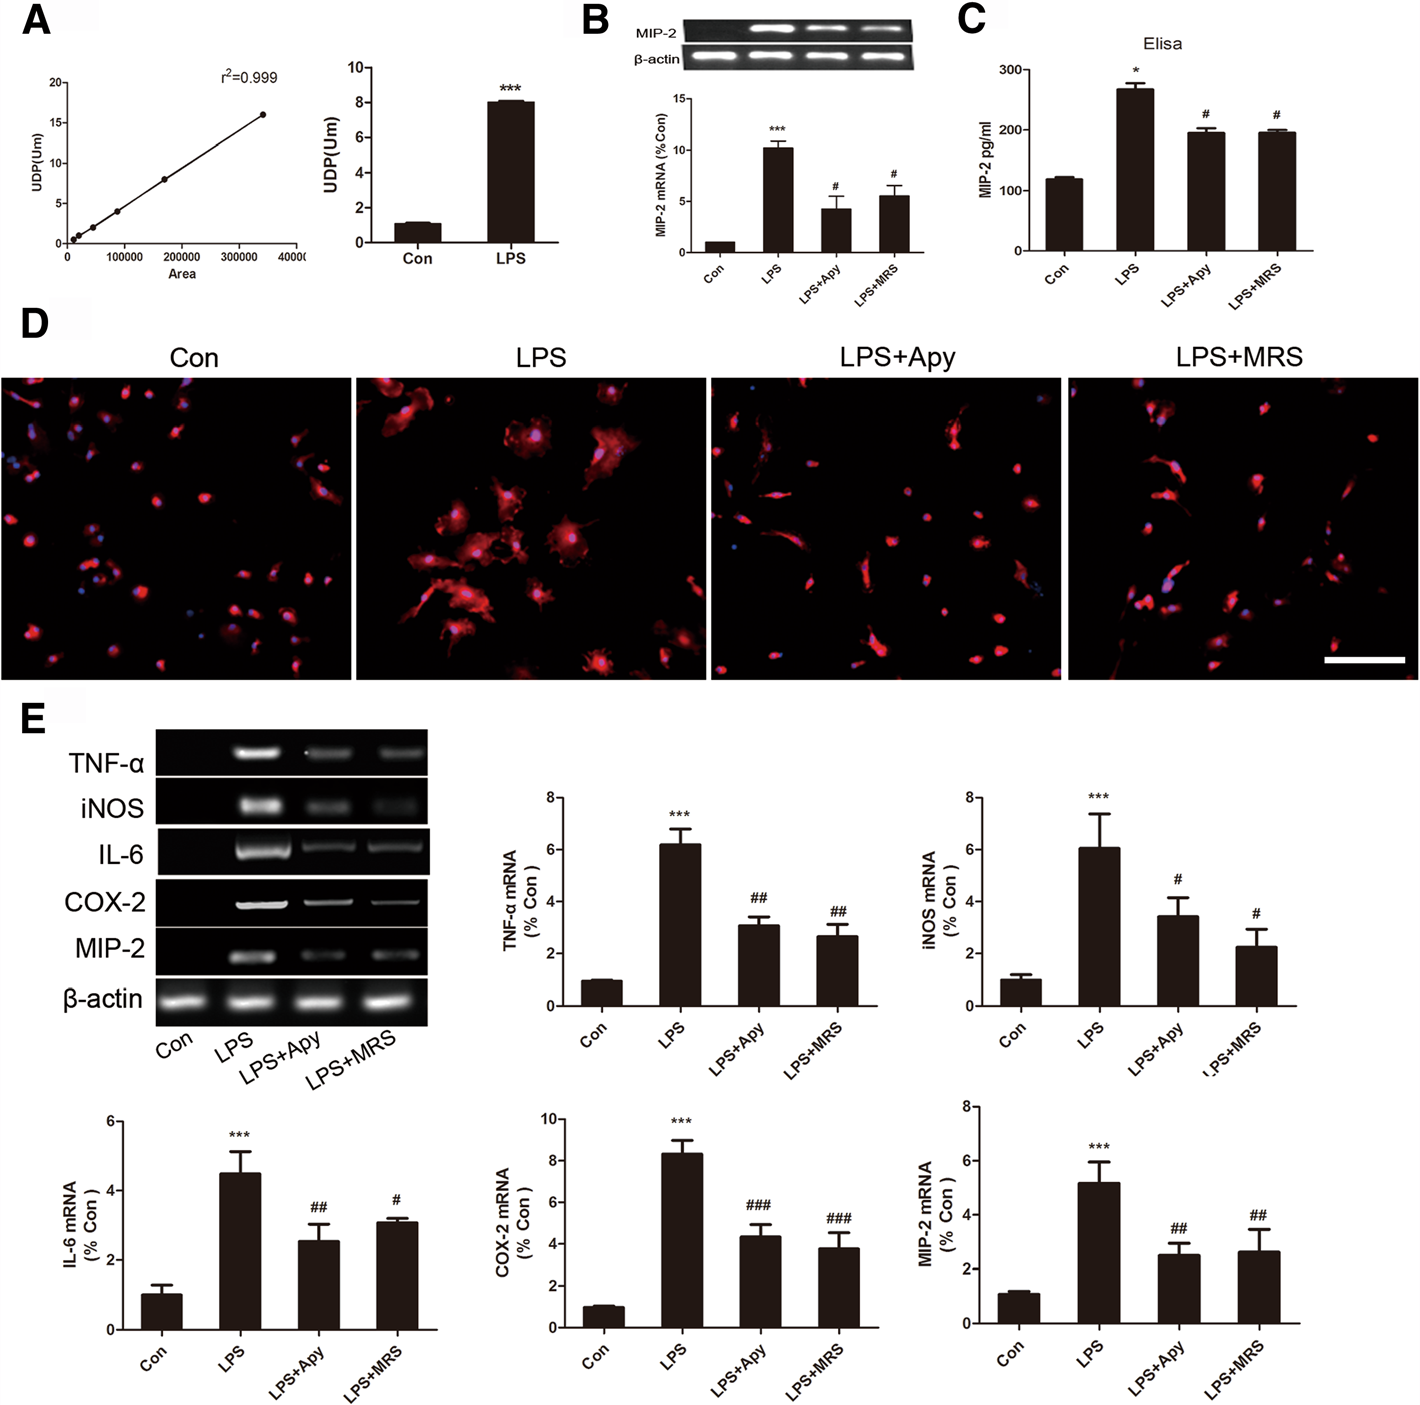 A
r²=0.999
UDP(Um)
20
15
10
5
0
0
100000
200000
300000
40000
Area
UDP(Um)
10
8
6
4
2
0
***
Con
LPS
B
MIP-2
β-actin
MIP-2 mRNA (%Con)
15
10
5
0
***
#
#
Con
LPS
LPS+Apy
LPS+MRS
C
Elisa
MIP-2 pg/ml
300
200
100
0
*
#
#
Con
LPS
LPS+Apy
LPS+MRS
D
Con
LPS
LPS+Apy
LPS+MRS
E
TNF-α
iNOS
IL-6
COX-2
MIP-2
β-actin
Con
LPS
LPS+Apy
LPS+MRS
TNF-α mRNA
(% Con )
8
6
4
2
0
***
##
##
Con
LPS
LPS+Apy
LPS+MRS
iNOS mRNA
(% Con )
8
6
4
2
0
***
#
#
Con
LPS
LPS+Apy
LPS+MRS
IL-6 mRNA
(% Con )
6
4
2
0
***
##
#
Con
LPS
LPS+Apy
LPS+MRS
COX-2 mRNA
(% Con )
10
8
6
4
2
0
***
###
###
Con
LPS
LPS+Apy
LPS+MRS
MIP-2 mRNA
(% Con )
8
6
4
2
0
***
##
##
Con
LPS
LPS+Apy
LPS+MRS